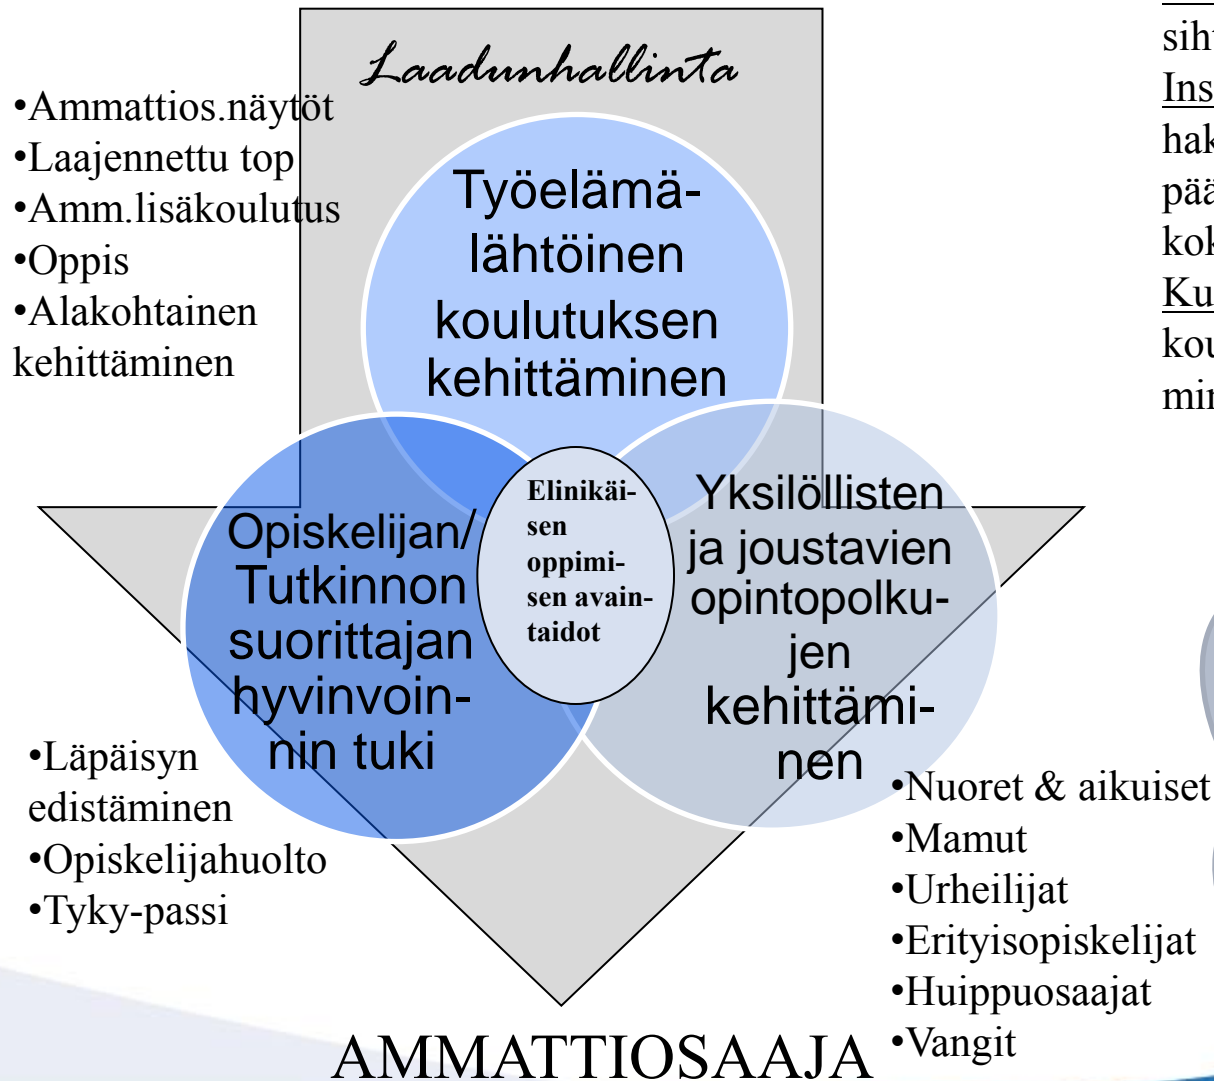 Laadunhallinta
•Ammattios.näytöt
•Laajennettu top
•Amm.lisäkoulutus
•Oppis
•Alakohtainen
kehittäminen
Työelämä-
lähtöinen
koulutuksen
kehittäminen
Elinikäi-
sen
oppimi-
sen avain-
taidot
Opiskelijan/
Tutkinnon
suorittajan
hyvinvoin-
nin tuki
Yksilöllisten
ja joustavien
opintopolku-
jen
kehittämi-
nen
•Läpäisyn
edistäminen
•Opiskelijahuolto
•Tyky-passi
•Nuoret & aikuiset
•Mamut
•Urheilijat
•Erityisopiskelijat
•Huippuosaajat
•Vangit
AMMATTIOSAAJA